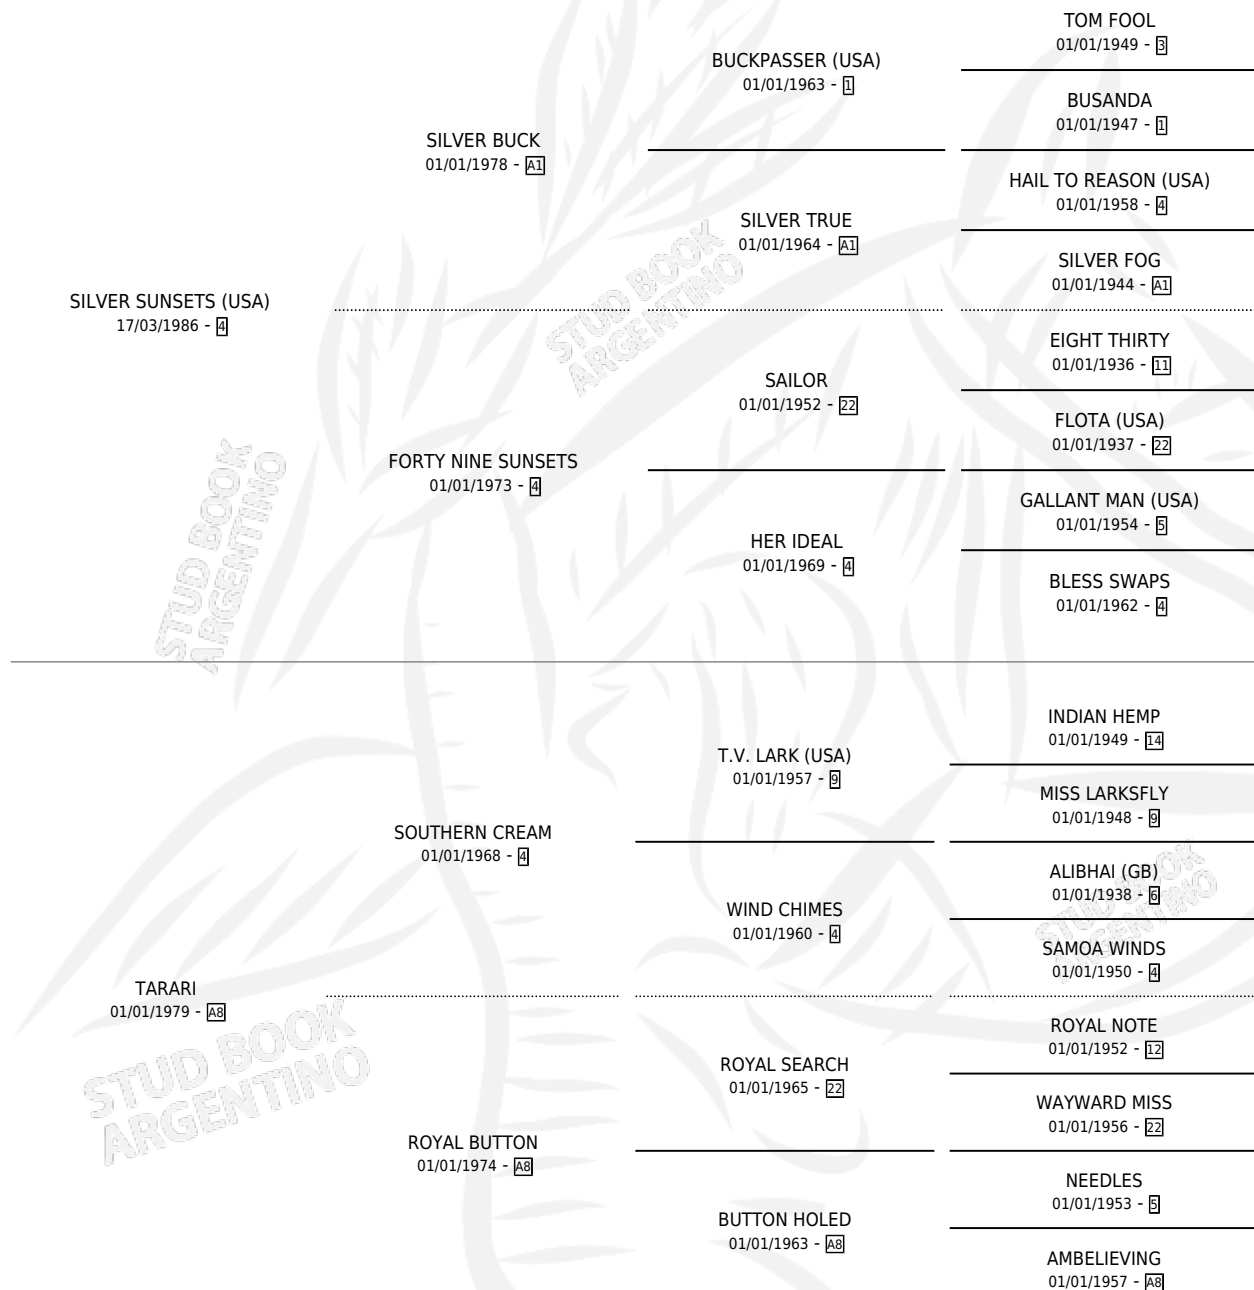 TOM FOOL
01/01/1949 - 3
BUCKPASSER (USA)
01/01/1963 - 1
BUSANDA
01/01/1947 - 1
SILVER BUCK
01/01/1978 - A1
HAIL TO REASON (USA)
01/01/1958 - 4
SILVER TRUE
01/01/1964 - A1
SILVER FOG
01/01/1944 - A1
SILVER SUNSETS (USA)
17/03/1986 - 4
EIGHT THIRTY
01/01/1936 - 11
SAILOR
01/01/1952 - 22
FLOTA (USA)
01/01/1937 - 22
FORTY NINE SUNSETS
01/01/1973 - 4
GALLANT MAN (USA)
01/01/1954 - 5
HER IDEAL
01/01/1969 - 4
BLESS SWAPS
01/01/1962 - 4
INDIAN HEMP
01/01/1949 - 14
T.V. LARK (USA)
01/01/1957 - 9
MISS LARKSFLY
01/01/1948 - 9
SOUTHERN CREAM
01/01/1968 - 4
ALIBHAI (GB)
01/01/1938 - 6
WIND CHIMES
01/01/1960 - 4
SAMOA WINDS
01/01/1950 - 4
TARARI
01/01/1979 - A8
ROYAL NOTE
01/01/1952 - 12
ROYAL SEARCH
01/01/1965 - 22
WAYWARD MISS
01/01/1956 - 22
ROYAL BUTTON
01/01/1974 - A8
NEEDLES
01/01/1953 - 5
BUTTON HOLED
01/01/1963 - A8
AMBELIEVING
01/01/1957 - A8
STUD BOOK
ARGENTINO
STUD BOOK
ARGENTINO
STUD BOOK
ARGENTINO
STUD BOOK
ARGENTINO